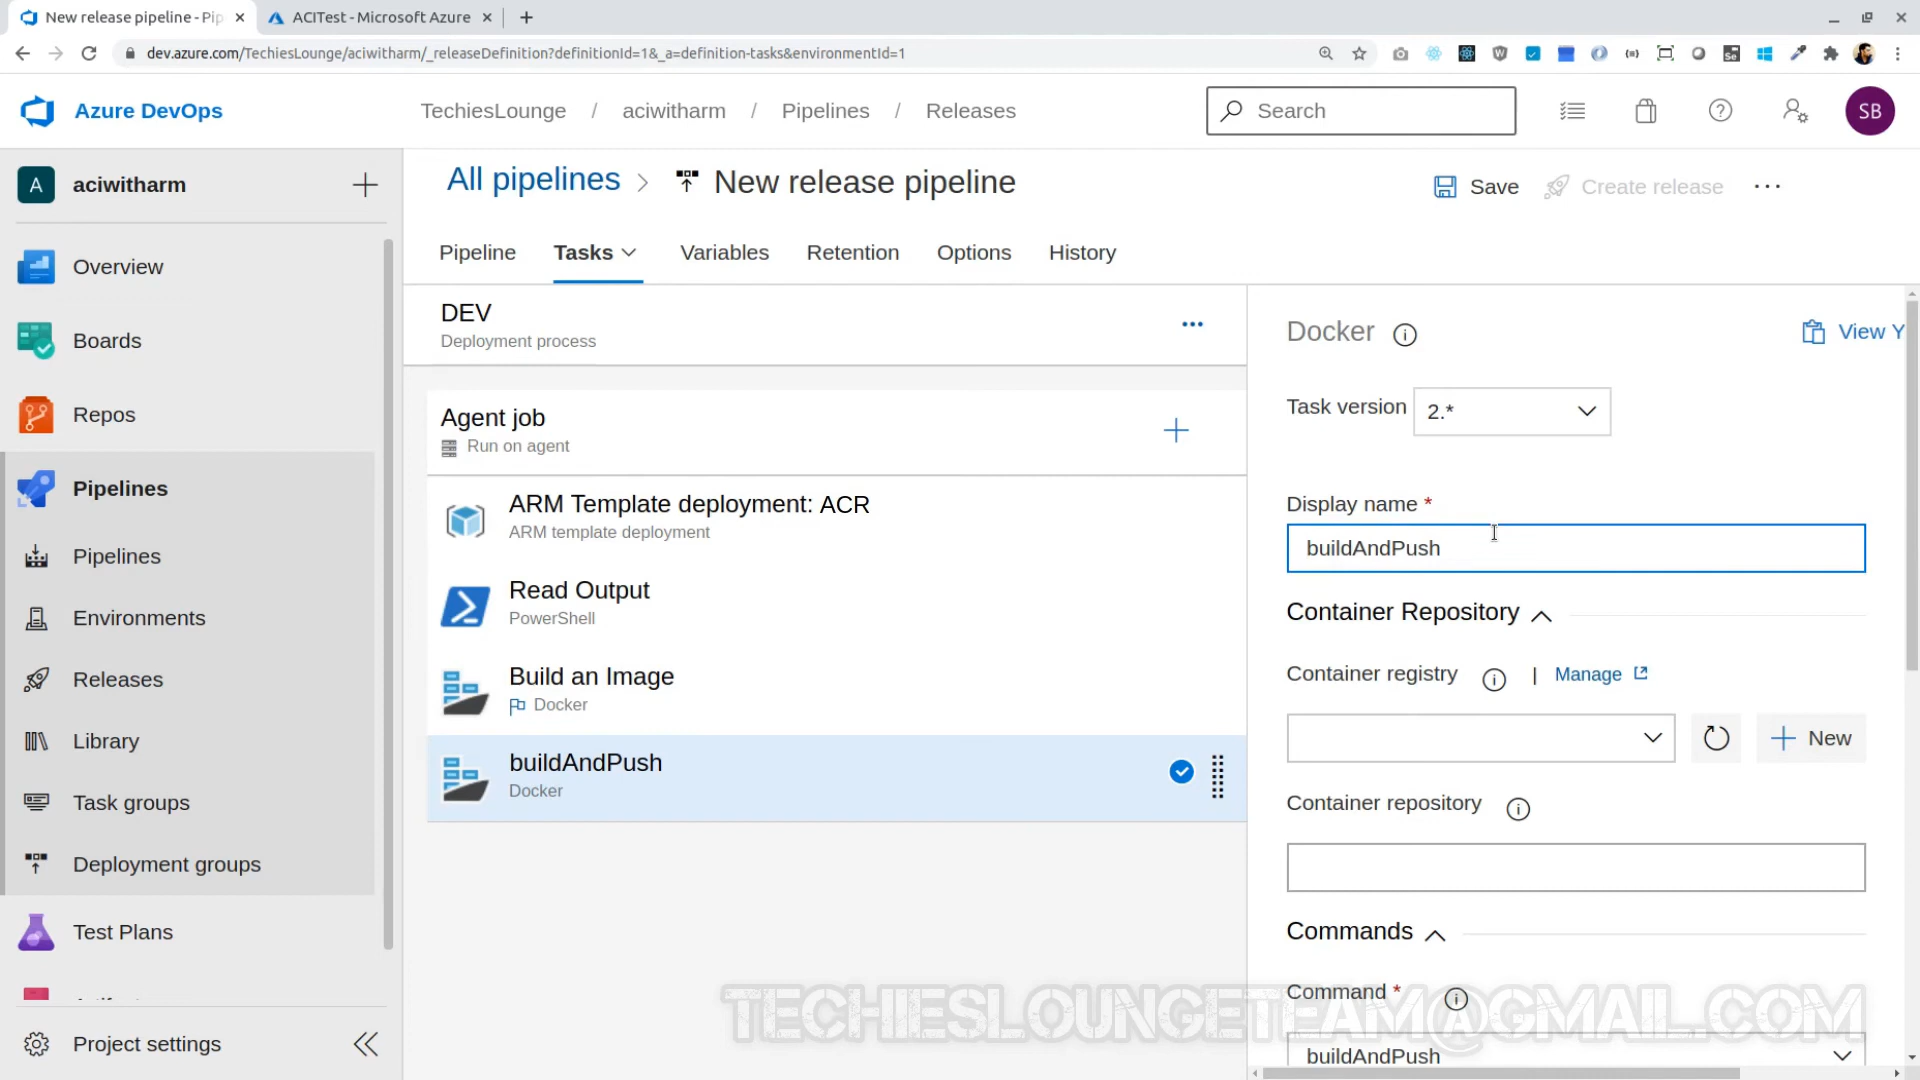 New release pipeline - Pip
ACITest - Microsoft Azure
dev.azure.com/TechiesLounge/aciwitharm/_releaseDefinition?definitionId=1&_a=definition-tasks&environmentId=1
Azure DevOps
TechiesLounge / aciwitharm / Pipelines / Releases
Search
SB
A
aciwitharm
All pipelines
New release pipeline
Save
Create release
Pipeline
Tasks
Variables
Retention
Options
History
Overview
Boards
Repos
Pipelines
Pipelines
Environments
Releases
Library
Task groups
Deployment groups
Test Plans
Project settings
DEV
Deployment process
Agent job
Run on agent
ARM Template deployment: ACR
ARM template deployment
Read Output
PowerShell
Build an Image
Docker
buildAndPush
Docker
Docker
View Y
Task version
2.*
Display name *
buildAndPush
Container Repository
Container registry | Manage
New
Container repository
Commands
Command *
buildAndPush
TECHIESLOUNGETEAM@GMAIL.COM